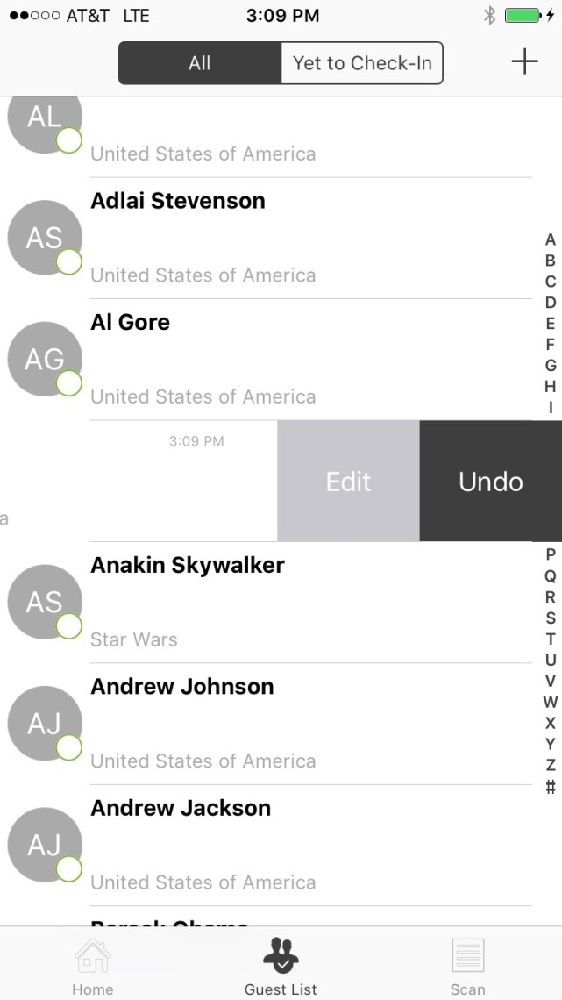 AT&T LTE 3:09 PM
All Yet to Check-In
AL
United States of America
Adlai Stevenson
AS
United States of America
Al Gore
AG
United States of America
3:09 PM
a
Edit Undo
Anakin Skywalker
AS
Star Wars
Andrew Johnson
AJ
United States of America
Andrew Jackson
AJ
United States of America
Barack Obama
A
B
C
D
E
F
G
H
I
P
Q
R
S
T
U
V
W
X
Y
Z
#
Home Guest List Scan